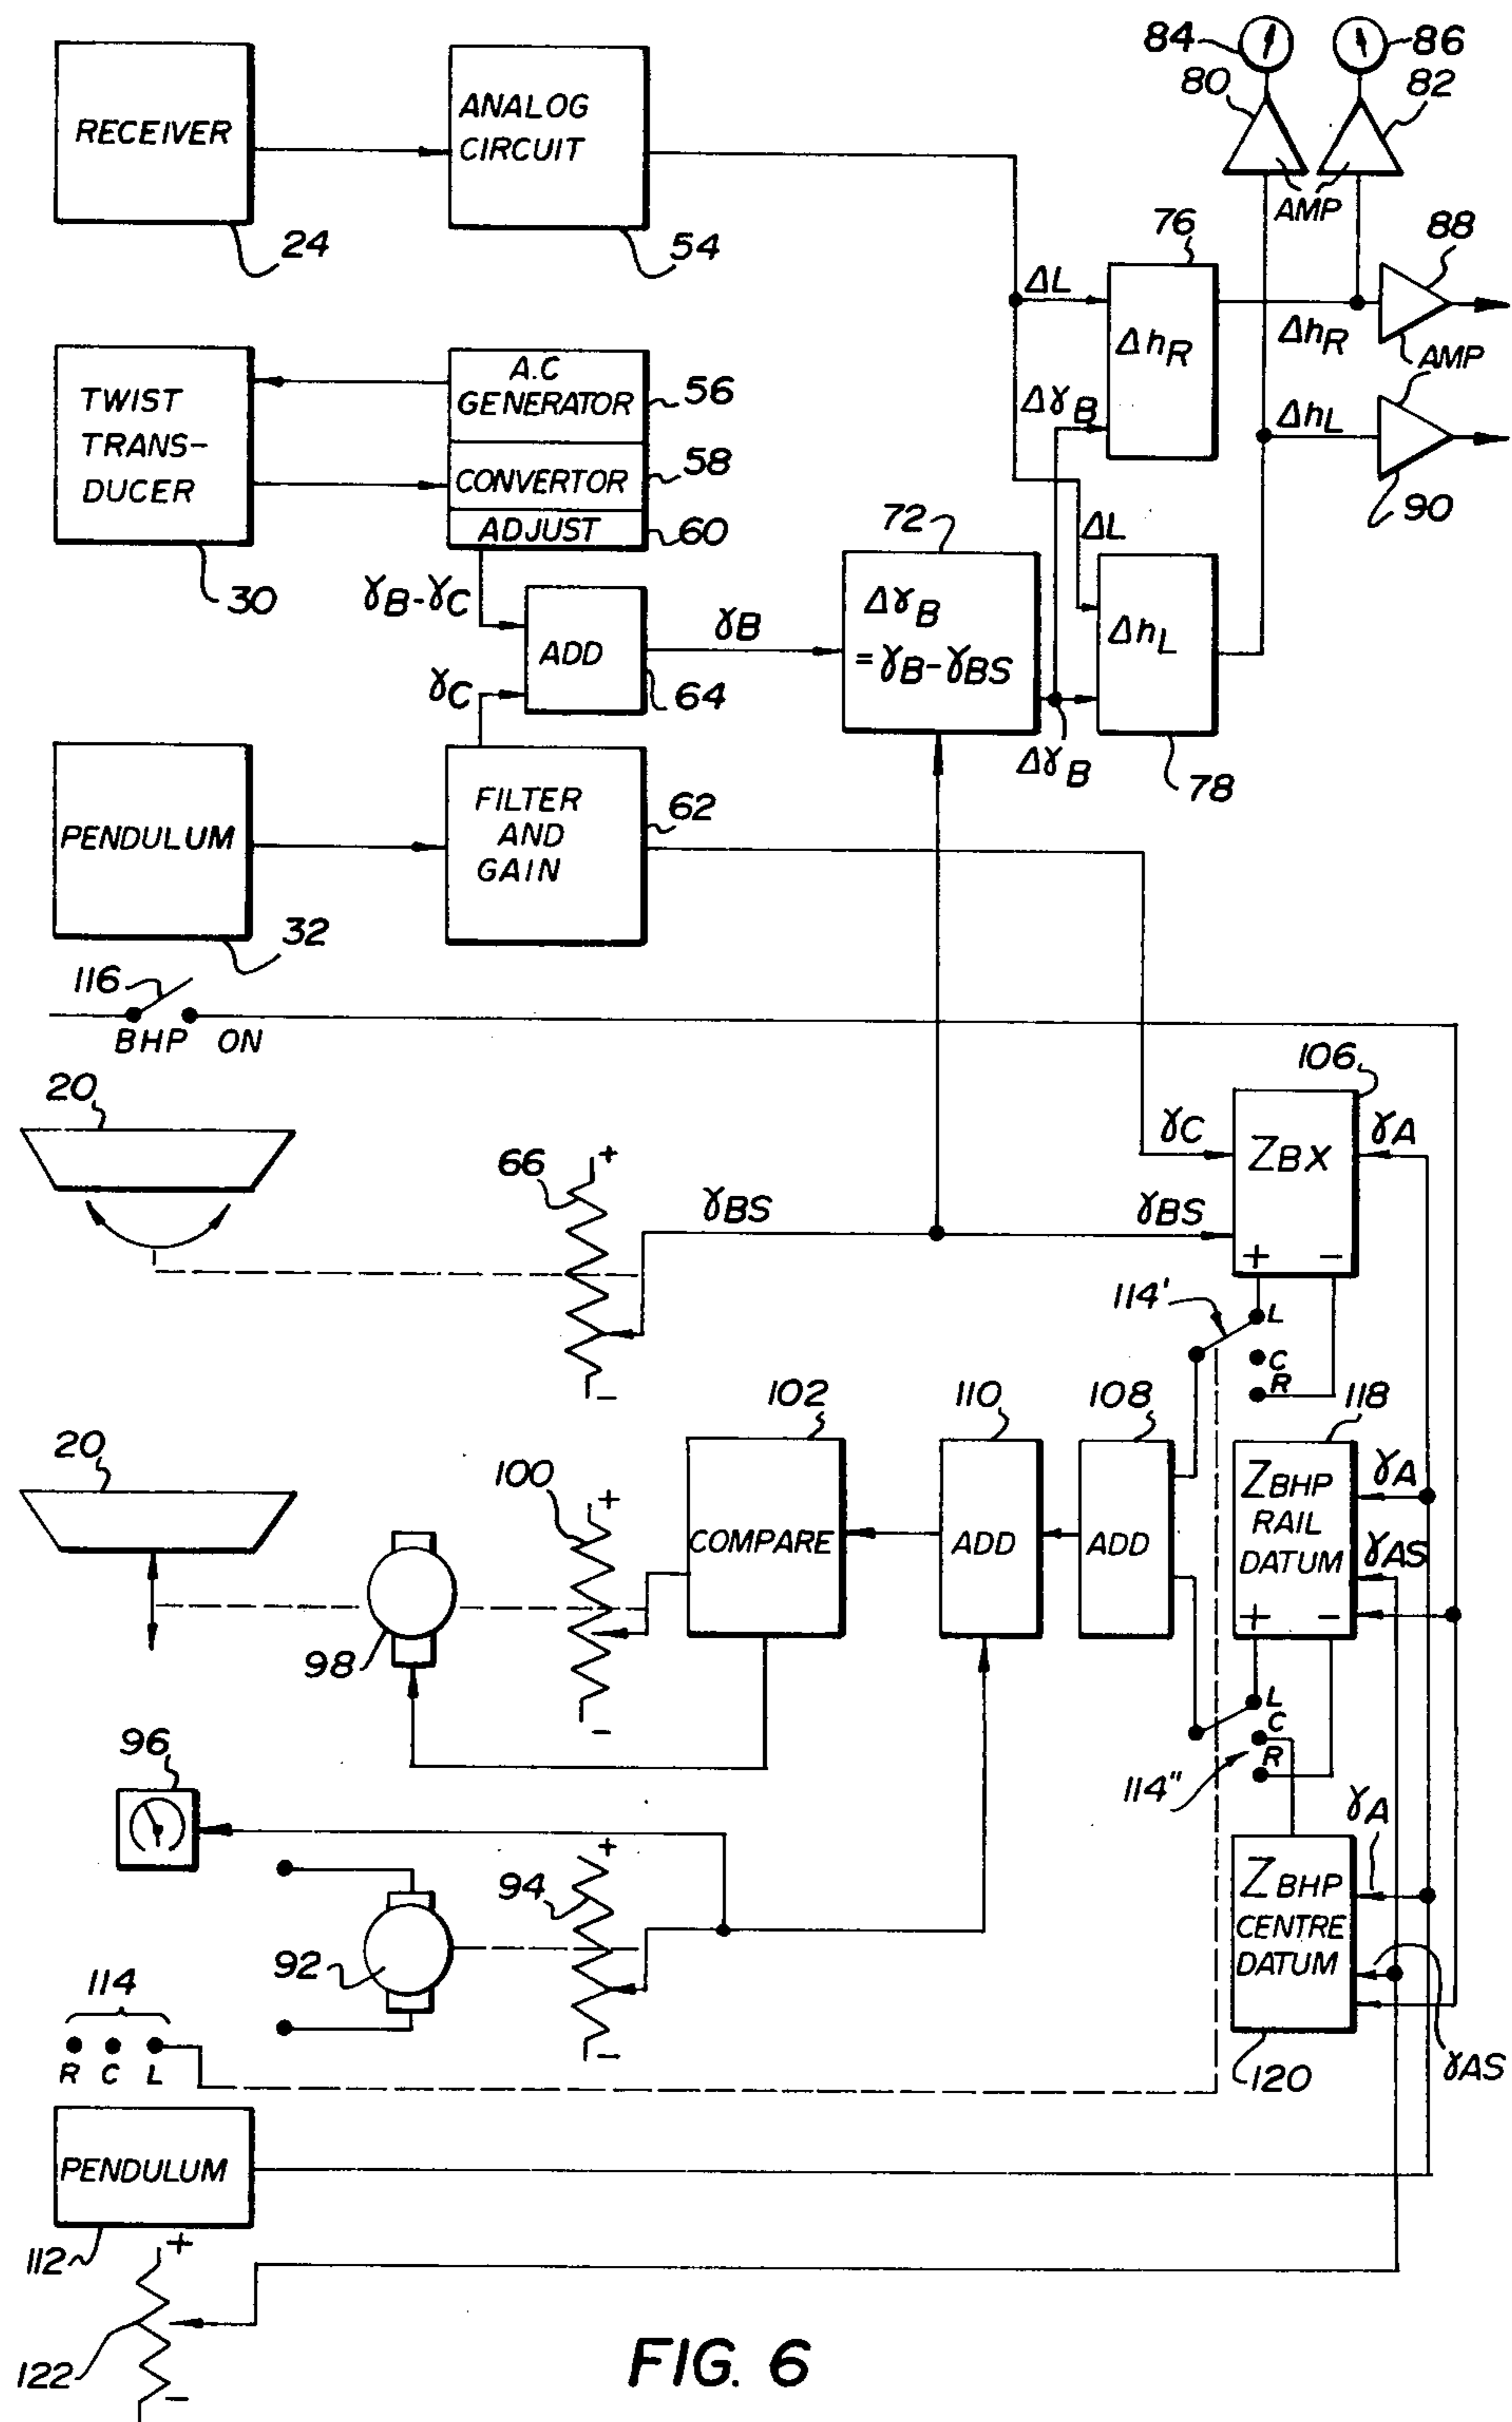 84
86
80
82
RECEIVER
ANALOG
CIRCUIT
AMP
24
54
76
88
ΔL
ΔhR
ΔhR
AMP
TWIST
TRANS-
DUCER
A.C
GENERATOR
56
CONVERTOR
58
ADJUST
60
ΔγB
ΔhL
90
30
72
ΔL
γB-γC
ADD
64
γB
ΔγB
=γB-γBS
ΔhL
γC
ΔγB
78
PENDULUM
FILTER
AND
GAIN
62
32
116
BHP ON
106
20
γC
ZBX
γA
66
+
γBS
γBS
+ -
-
114'
L
C
R
102
110
108
118
20
100
+
COMPARE
ADD
ADD
ZBHP
RAIL
DATUM
γA
γAS
+ -
98
-
L
C
R
114"
96
γA
94
+
ZBHP
CENTRE
DATUM
92
114
R C L
-
120
γAS
PENDULUM
112
+
122
-
FIG. 6